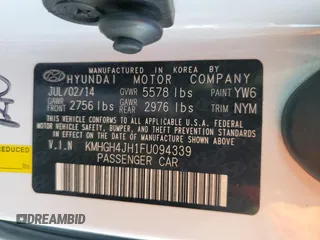 MANUFACTURED IN KOREA BY
HYUNDAI MOTOR COMPANY
JUL/02/14 GVWR 5578 lbs PAINT YW6
GAWR FRONT 2756 lbs GAWR REAR 2976 lbs TRIM NYM
THIS VEHICLE CONFORMS TO ALL APPLICABLE U.S. FEDERAL
MOTOR VEHICLE SAFETY, BUMPER, AND THEFT PREVENTION
STANDARDS IN EFFECT ON THE DATE OF MANUFACTURE SHOWN ABOVE.
V.I.N KMHGH4JH1FU094339
PASSENGER CAR
REDUCED
DREAMBID